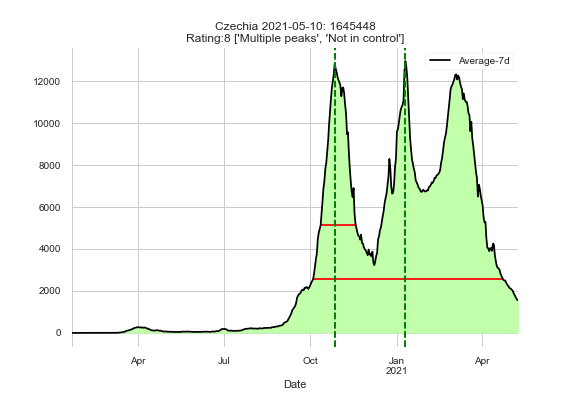 Czechia 2021-05-10: 1645448
Rating:8 ['Multiple peaks', 'Not in control']
Average-7d
12000
10000
8000
6000
4000
2000
0
Apr Jul Oct Jan Apr
2021
Date